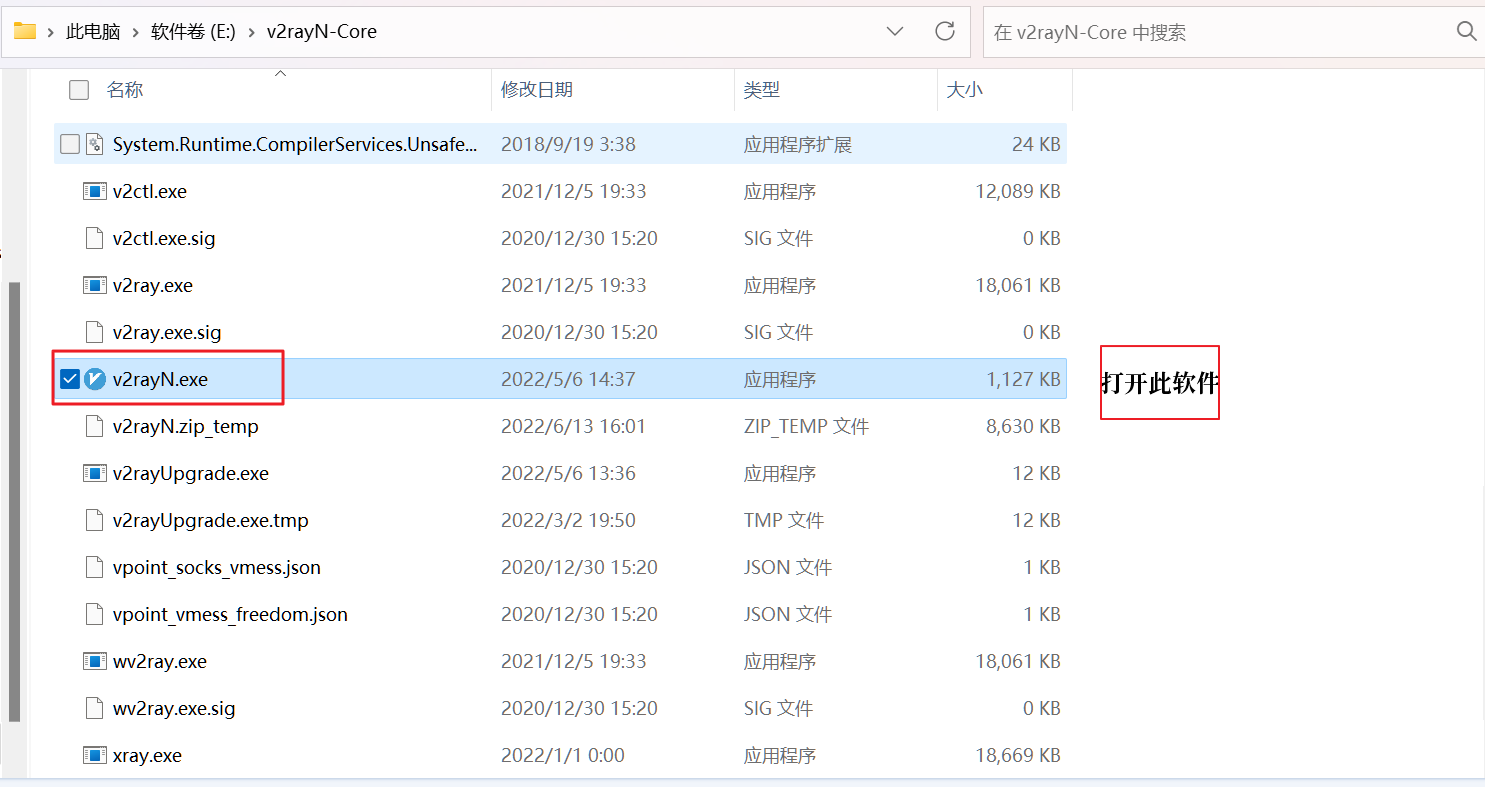 此电脑 软件卷 (E:) v2rayN-Core 在 v2rayN-Core 中搜索
名称 修改日期 类型 大小
System.Runtime.CompilerServices.Unsafe... 2018/9/19 3:38 应用程序扩展 24 KB
v2ctl.exe 2021/12/5 19:33 应用程序 12,089 KB
v2ctl.exe.sig 2020/12/30 15:20 SIG 文件 0 KB
v2ray.exe 2021/12/5 19:33 应用程序 18,061 KB
v2ray.exe.sig 2020/12/30 15:20 SIG 文件 0 KB
v2rayN.exe 2022/5/6 14:37 应用程序 1,127 KB 打开此软件
v2rayN.zip_temp 2022/6/13 16:01 ZIP_TEMP 文件 8,630 KB
v2rayUpgrade.exe 2022/5/6 13:36 应用程序 12 KB
v2rayUpgrade.exe.tmp 2022/3/2 19:50 TMP 文件 12 KB
vpoint_socks_vmess.json 2020/12/30 15:20 JSON 文件 1 KB
vpoint_vmess_freedom.json 2020/12/30 15:20 JSON 文件 1 KB
wv2ray.exe 2021/12/5 19:33 应用程序 18,061 KB
wv2ray.exe.sig 2020/12/30 15:20 SIG 文件 0 KB
xray.exe 2022/1/1 0:00 应用程序 18,669 KB